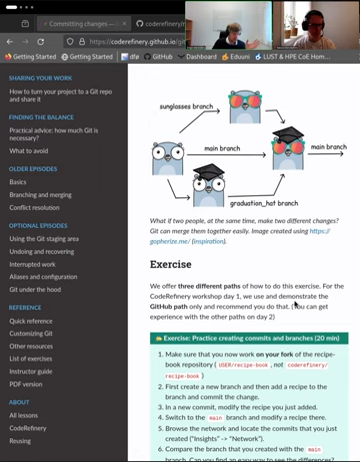 Committing changes —
coderefinery/r
https://coderefinery.github.io/gi
Getting Started
Getting Started
GitHub
Dashboard
Eduuni
LUST & HPE CoE Hom…
SHARING YOUR WORK
How to turn your project to a Git repo
and share it
FINDING THE BALANCE
Practical advice: how much Git is
necessary?
What to avoid
OLDER EPISODES
Basics
Branching and merging
Conflict resolution
OPTIONAL EPISODES
Using the Git staging area
Undoing and recovering
Interrupted work
Aliases and configuration
Git under the hood
REFERENCE
Quick reference
Customizing Git
Other resources
List of exercises
Instructor guide
PDF version
ABOUT
All lessons
CodeRefinery
Reusing
sunglasses branch
main branch
main branch
graduation_hat branch
What if two people, at the same time, make two different changes?
Git can merge them together easily. Image created using https://
gopherize.me/ (inspiration).
Exercise
We offer three different paths of how to do this exercise. For the
CodeRefinery workshop day 1, we use and demonstrate the
GitHub path only and recommend you do that. (You can get
experience with the other paths on day 2)
Exercise: Practice creating commits and branches (20 min)
1. Make sure that you now work on your fork of the recipe-
book repository ( USER/recipe-book , not coderefinery/
recipe-book )
2. First create a new branch and then add a recipe to the
branch and commit the change.
3. In a new commit, modify the recipe you just added.
4. Switch to the main branch and modify a recipe there.
5. Browse the network and locate the commits that you just
created ("Insights" -> "Network").
6. Compare the branch that you created with the main
branch. Can you find an easy way to see the differences?